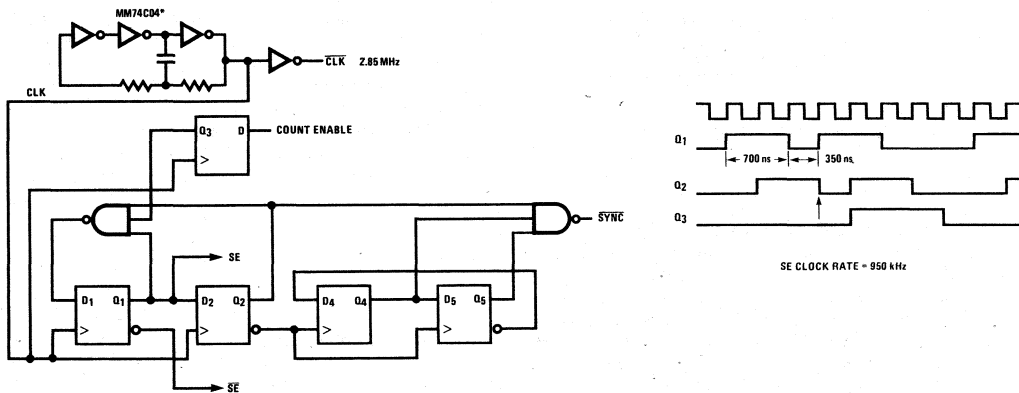 MM74C04*
CLK 2.85 MHz
CLK
Q3 D COUNT ENABLE
>
SYNC
SE
D1 Q1 D2 Q2 D4 Q4 D5 Q5
> > > >
SE
Q1
700 ns 350 ns
Q2
Q3
SE CLOCK RATE = 950 kHz